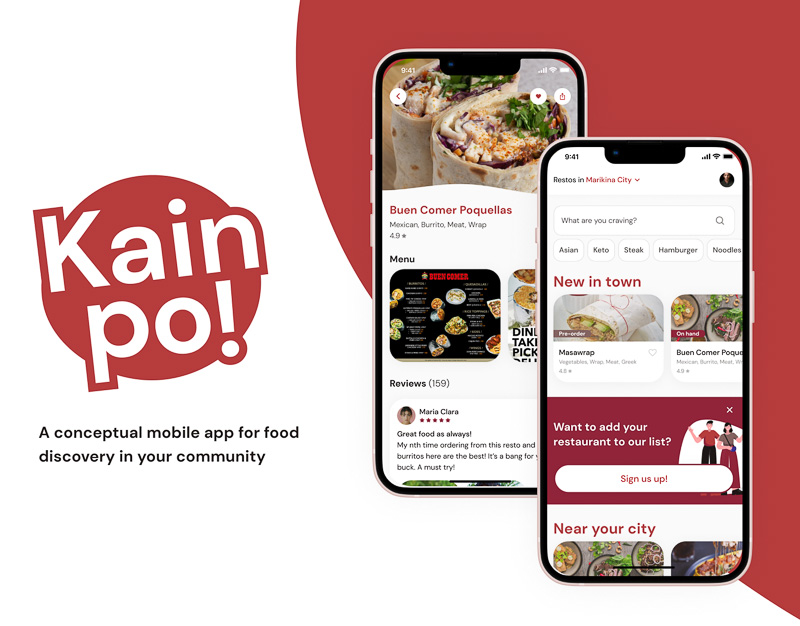 Kain
po!
A conceptual mobile app for food
discovery in your community
9:41
Buen Comer Poquellas
Mexican, Burrito, Meat, Wrap
4.9 ★
Menu
BUEN COMER
Reviews (159)
Maria Clara
★★★★★
Great food as always!
My nth time ordering from this resto and
burritos here are the best! It's a bang for y
buck. A must try!
9:41
Restos in Marikina City
What are you craving?
Asian
Keto
Steak
Hamburger
Noodles
New in town
Pre-order
On hand
Masawrap
Vegetables, Wrap, Meat, Greek
4.8 ★
Buen Comer Poque
Mexican, Burrito, Meat, Wr
4.9 ★
Want to add your
restaurant to our list?
Sign us up!
Near your city